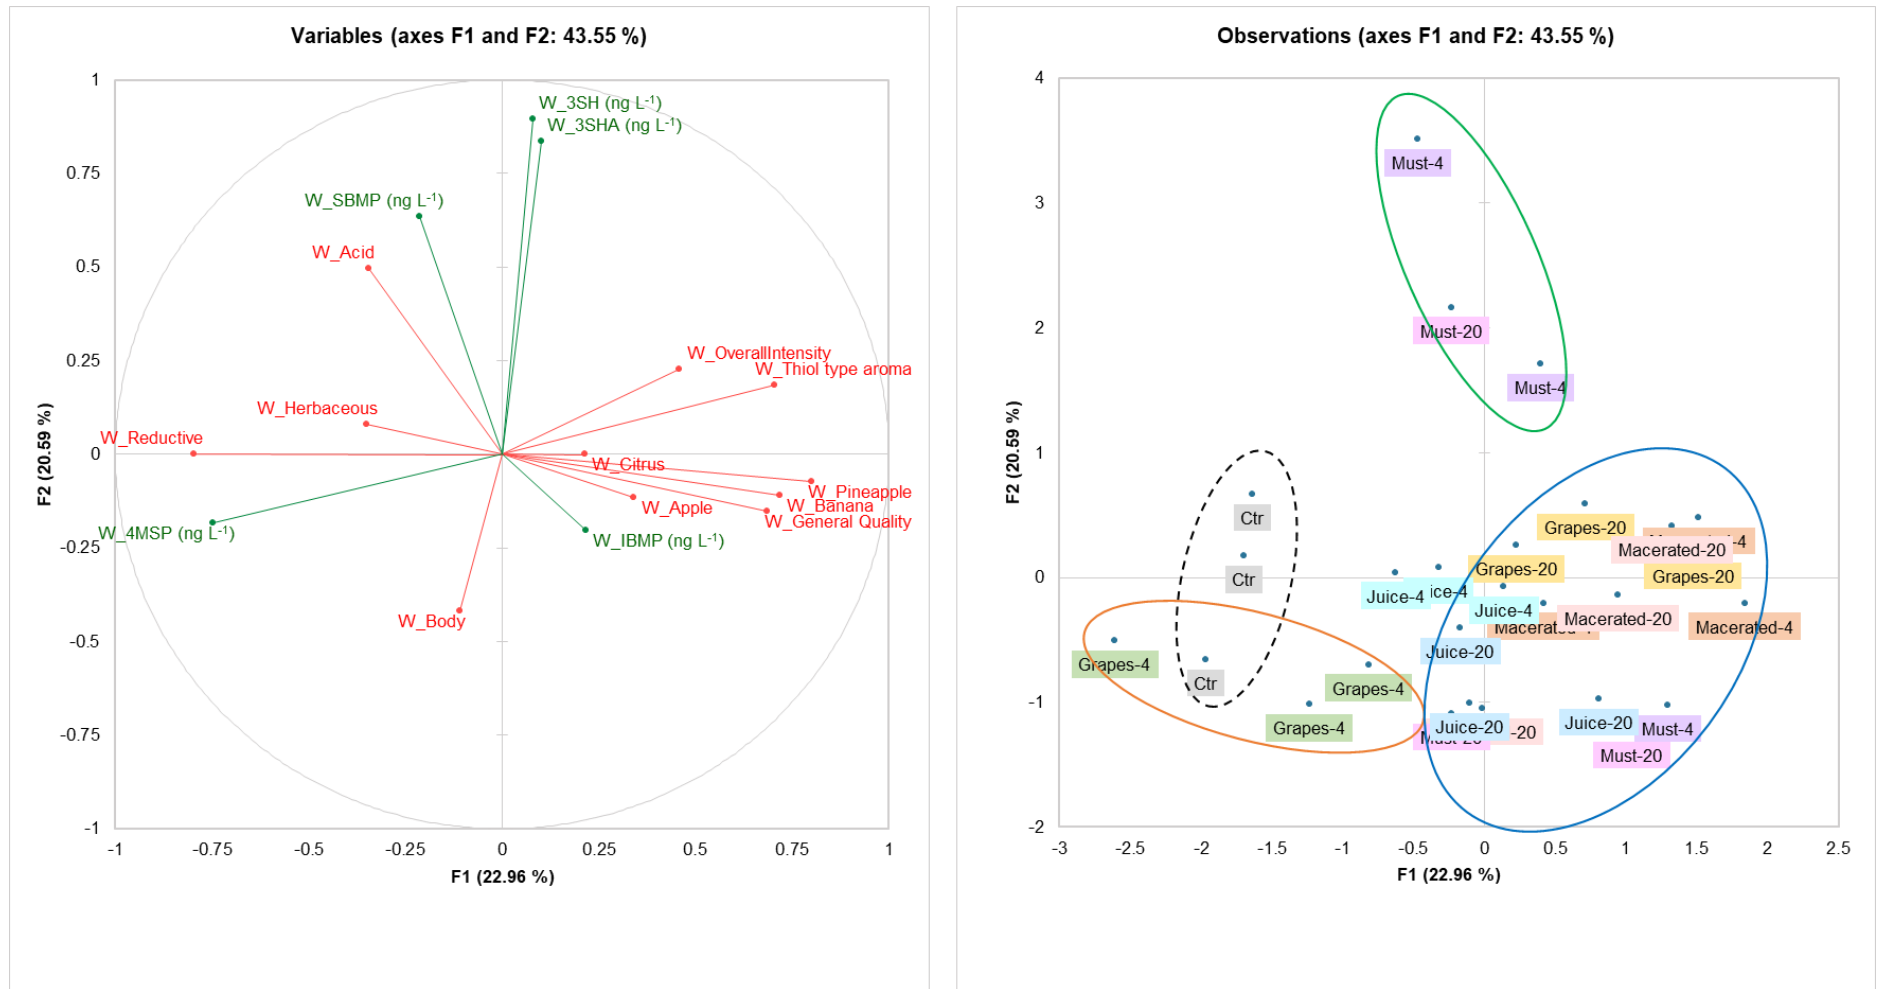 Variables (axes F1 and F2: 43.55 %)
1
0.75
0.5
0.25
0
-0.25
-0.5
-0.75
-1
F2 (20.59 %)
W_3SH (ng L-1)
W_3SHA (ng L-1)
W_SBMP (ng L-1)
W_Acid
W_OverallIntensity
W_Thiol type aroma
W_Herbaceous
W_Reductive
W_Citrus
W_Pineapple
W_Banana
W_Apple
W_General Quality
W_4MSP (ng L-1)
W_IBMP (ng L-1)
W_Body
-1
-0.75
-0.5
-0.25
0
0.25
0.5
0.75
1
F1 (22.96 %)
Observations (axes F1 and F2: 43.55 %)
4
3
2
1
0
-1
-2
F2 (20.59 %)
Must-4
Must-20
Must-4
Ctr
Grapes-20
-4
Macerated-20
Ctr
Grapes-20
Grapes-20
Juice-4
ice-4
Juice-4
Macerated-20
Macerated-4
Juice-20
Grapes-4
Ctr
Grapes-4
Grapes-4
Juice-20
-20
Juice-20
Must-4
Must-20
-3
-2.5
-2
-1.5
-1
-0.5
0
0.5
1
1.5
2
2.5
F1 (22.96 %)